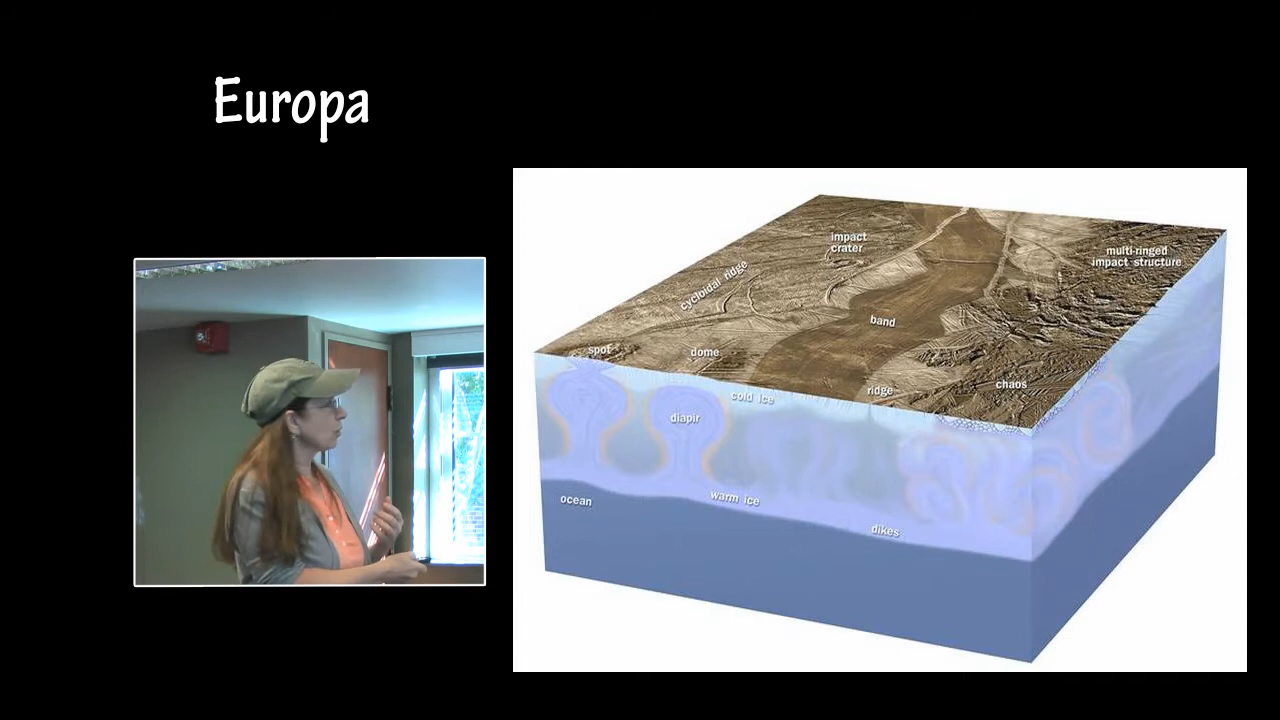 Europa
impact
crater
multi-ringed
impact structure
cycloidal ridge
band
spot
dome
ridge
chaos
cold ice
diapir
ocean
warm ice
dikes